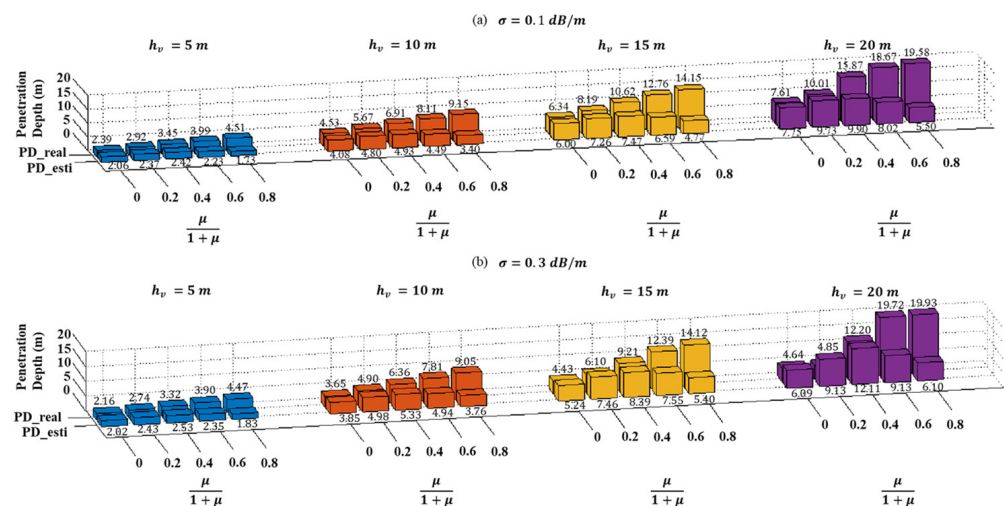 (a) σ = 0.1 dB/m
h_v = 5 m
h_v = 10 m
h_v = 15 m
h_v = 20 m
Penetration Depth (m)
20
15
10
5
0
PD_real
PD_esti
2.39 2.92 3.45 3.99 4.51
2.06 2.37 2.42 2.23 1.73
4.53 5.67 6.91 8.11 9.15
4.08 4.80 4.92 4.49 3.40
6.34 8.19 10.62 12.76 14.15
6.00 7.26 7.47 6.59 4.77
7.61 10.01 15.87 18.67 19.58
7.75 9.73 9.90 8.02 5.50
0 0.2 0.4 0.6 0.8
0 0.2 0.4 0.6 0.8
0 0.2 0.4 0.6 0.8
0 0.2 0.4 0.6 0.8
μ/(1 + μ)
μ/(1 + μ)
μ/(1 + μ)
μ/(1 + μ)
(b) σ = 0.3 dB/m
h_v = 5 m
h_v = 10 m
h_v = 15 m
h_v = 20 m
Penetration Depth (m)
20
15
10
5
0
PD_real
PD_esti
2.16 2.74 3.32 3.90 4.47
2.02 2.43 2.53 2.35 1.83
3.65 4.90 6.36 7.81 9.05
3.85 4.98 5.33 4.94 3.76
4.43 6.10 9.21 12.39 14.12
5.24 7.46 8.39 7.55 5.40
4.64 4.85 12.20 19.72 19.93
6.09 9.13 12.11 9.13 6.10
0 0.2 0.4 0.6 0.8
0 0.2 0.4 0.6 0.8
0 0.2 0.4 0.6 0.8
0 0.2 0.4 0.6 0.8
μ/(1 + μ)
μ/(1 + μ)
μ/(1 + μ)
μ/(1 + μ)